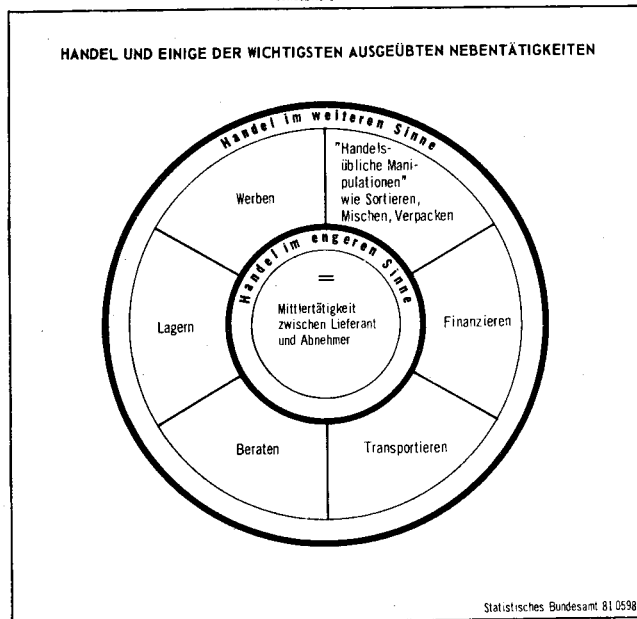 HANDEL UND EINIGE DER WICHTIGSTEN AUSGEÜBTEN NEBENTÄTIGKEITEN
Handel im weiteren Sinne
"Handels-
übliche Mani-
pulationen"
wie Sortieren,
Mischen, Verpacken
Werben
Handel im engeren Sinne
=
Mittlertätigkeit
zwischen Lieferant
und Abnehmer
Lagern
Finanzieren
Beraten
Transportieren
Statistisches Bundesamt 81 0598